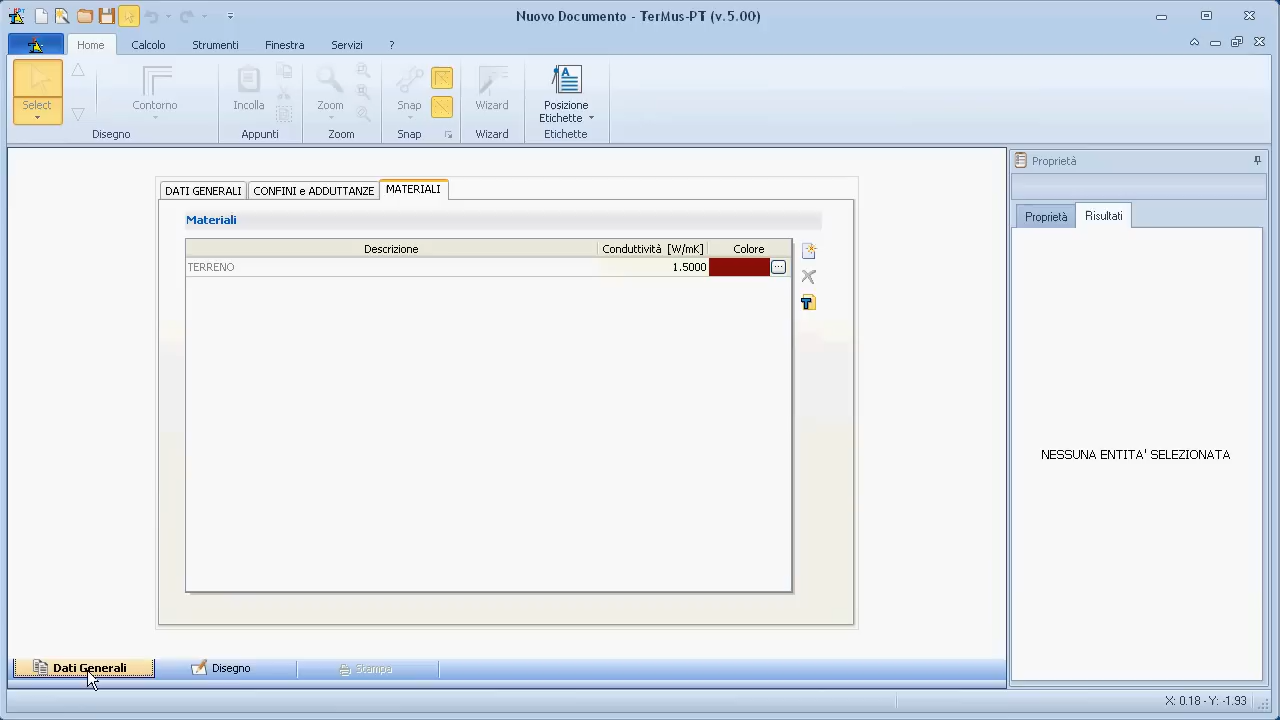 Nuovo Documento - TerMus-PT (v.5.00)
Home Calcolo Strumenti Finestra Servizi ?
Select Contorno Incolla Zoom Snap Wizard Posizione
Etichette
Disegno Appunti Zoom Snap Wizard Etichette
Proprietà
DATI GENERALI CONFINI e ADDUTTANZE MATERIALI
Proprietà Risultati
Materiali
Descrizione Conduttività [W/mK] Colore
TERRENO 1.5000
NESSUNA ENTITA' SELEZIONATA
Dati Generali Disegno Stampa
X: 0.18 - Y: -1.93